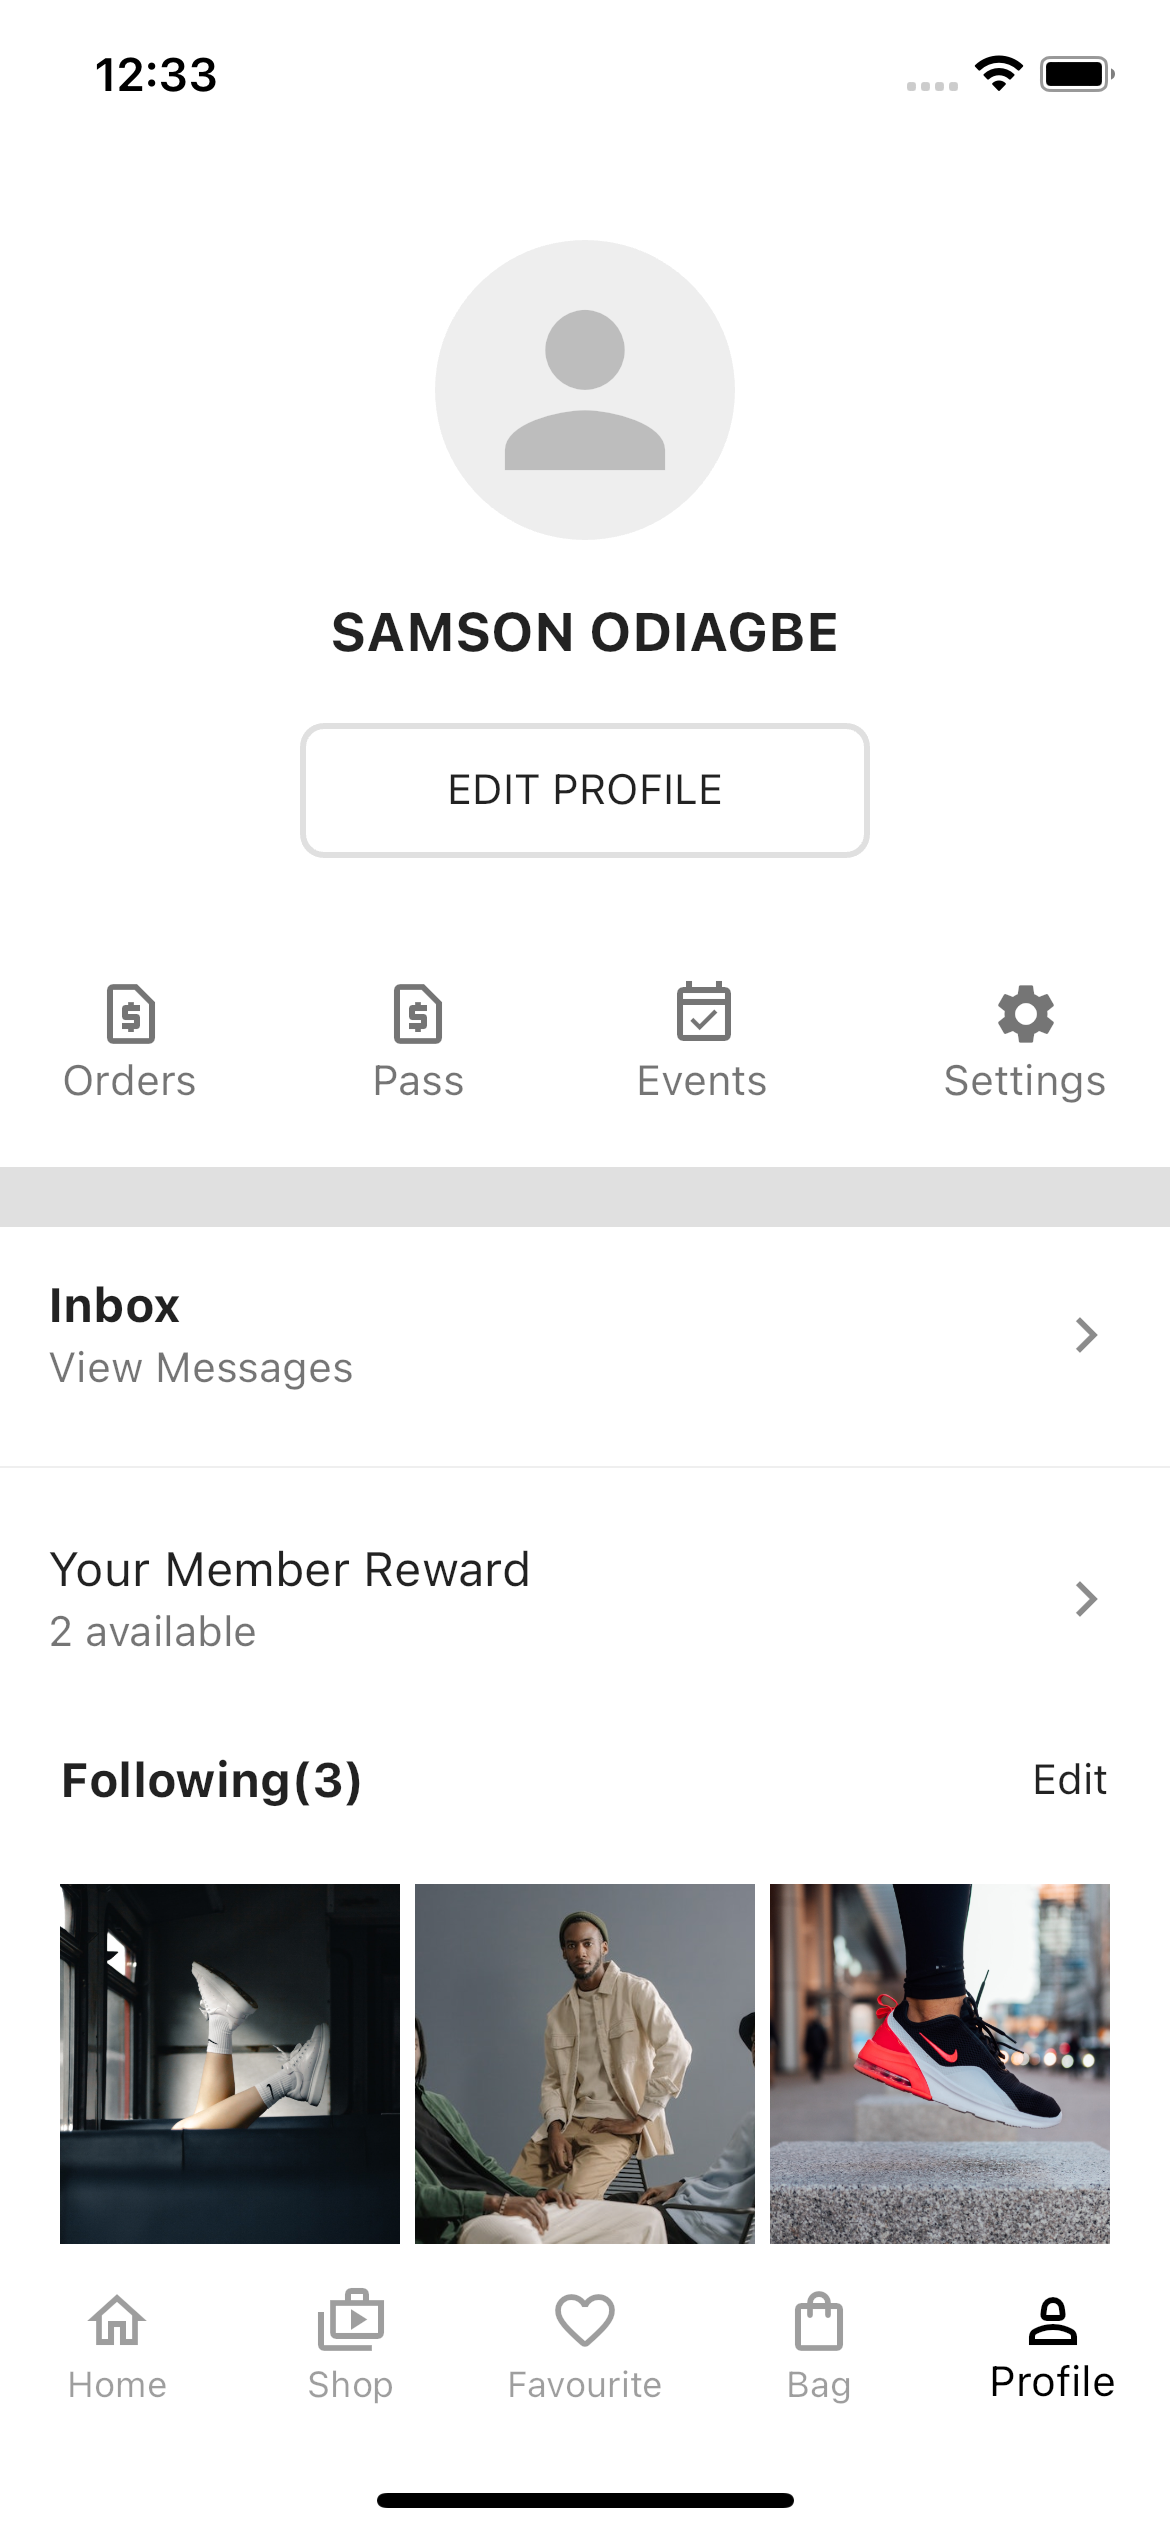 12:33
SAMSON ODIAGBE
EDIT PROFILE
Orders Pass Events Settings
Inbox
View Messages
Your Member Reward
2 available
Following(3) Edit
Home Shop Favourite Bag Profile